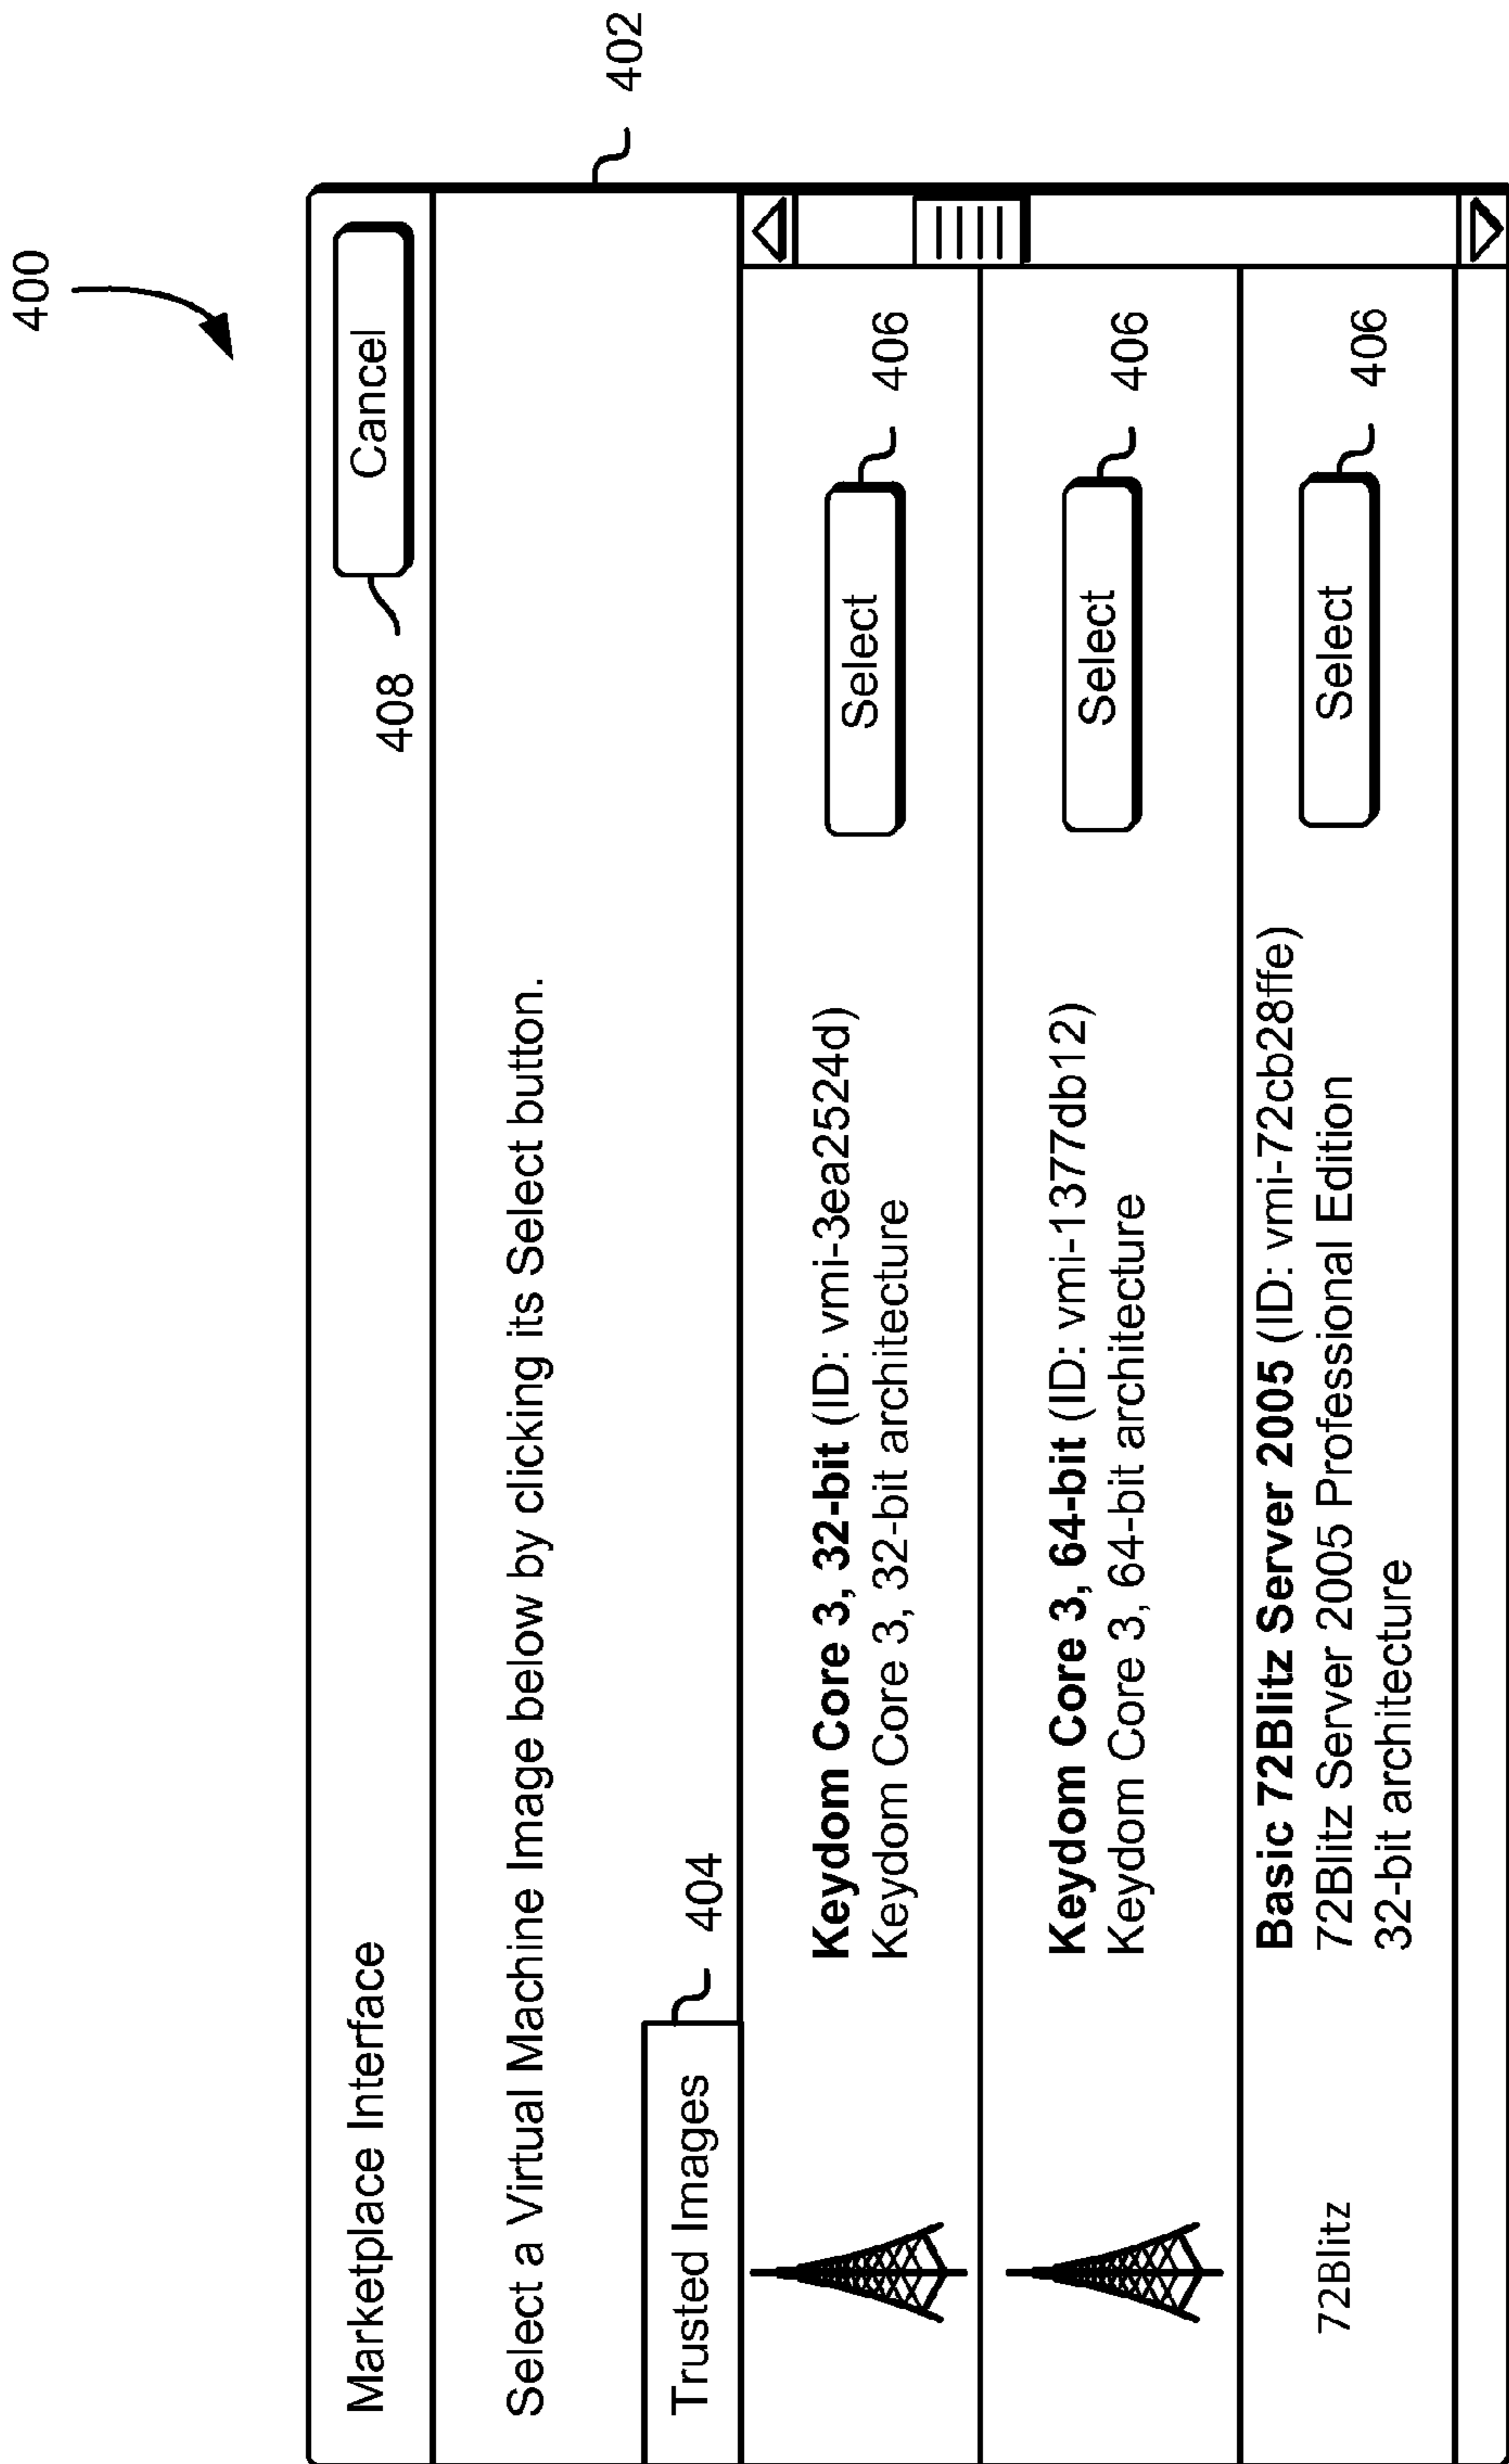 400
Marketplace Interface
408
Cancel
402
Select a Virtual Machine Image below by clicking its Select button.
Trusted Images
404
Keydom Core 3, 32-bit (ID: vmi-3ea2524d)
Keydom Core 3, 32-bit architecture
Select
406
Keydom Core 3, 64-bit (ID: vmi-1377db12)
Keydom Core 3, 64-bit architecture
Select
406
72Blitz
Basic 72Blitz Server 2005 (ID: vmi-72cb28ffe)
72Blitz Server 2005 Professional Edition
32-bit architecture
Select
406